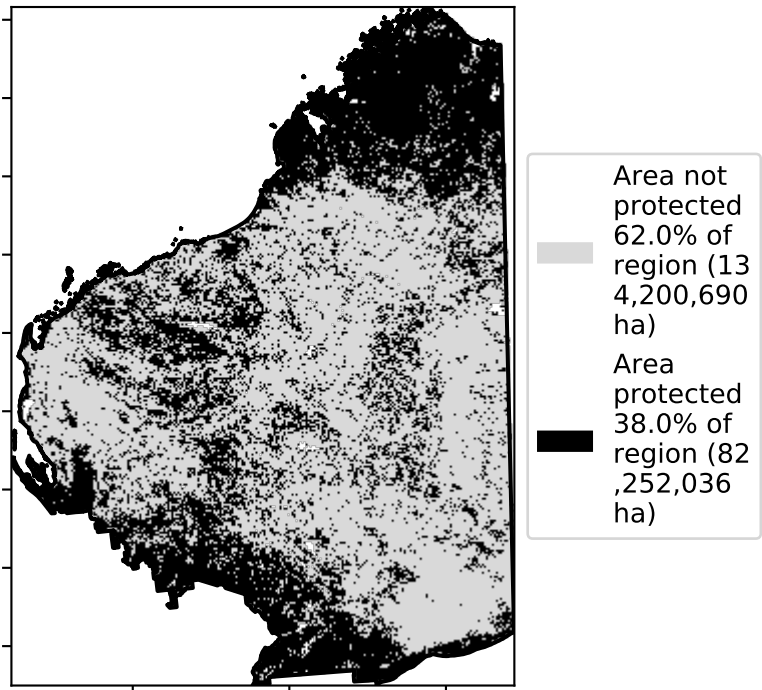 Area not
protected
62.0% of
region (13
4,200,690
ha)
Area
protected
38.0% of
region (82
,252,036
ha)